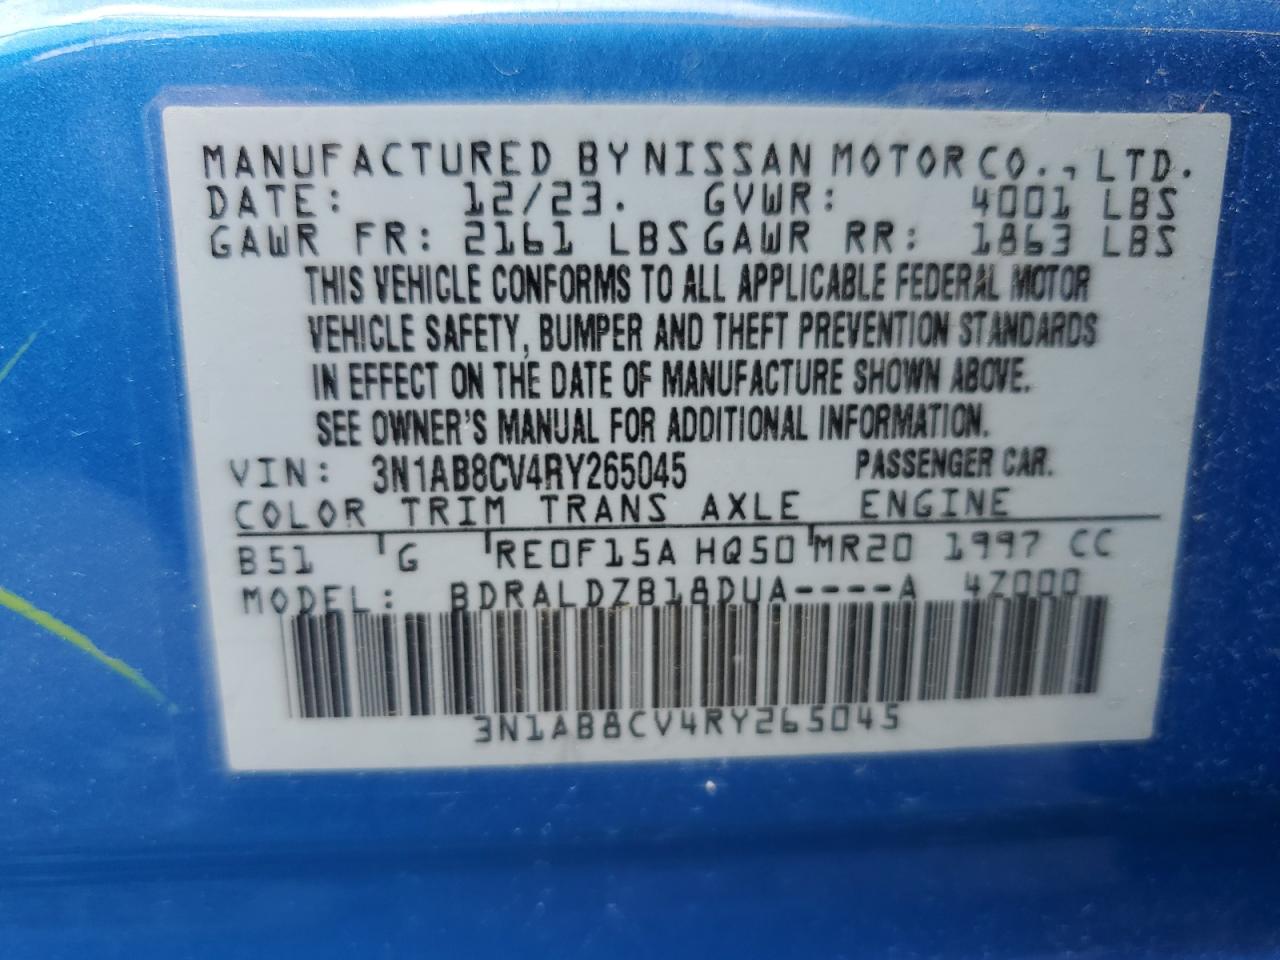 MANUFACTURED BY NISSAN MOTOR CO., LTD.
DATE: 12/23. GVWR: 4001 LBS
GAWR FR: 2161 LBS GAWR RR: 1863 LBS
THIS VEHICLE CONFORMS TO ALL APPLICABLE FEDERAL MOTOR
VEHICLE SAFETY, BUMPER AND THEFT PREVENTION STANDARDS
IN EFFECT ON THE DATE OF MANUFACTURE SHOWN ABOVE.
SEE OWNER'S MANUAL FOR ADDITIONAL INFORMATION.
VIN: 3N1AB8CV4RY265045 PASSENGER CAR.
COLOR TRIM TRANS AXLE ENGINE
B51 G RE0F15A HQ50 MR20 1997 CC
MODEL: BDRALDZB18DUA----A 4Z000
3N1AB8CV4RY265045